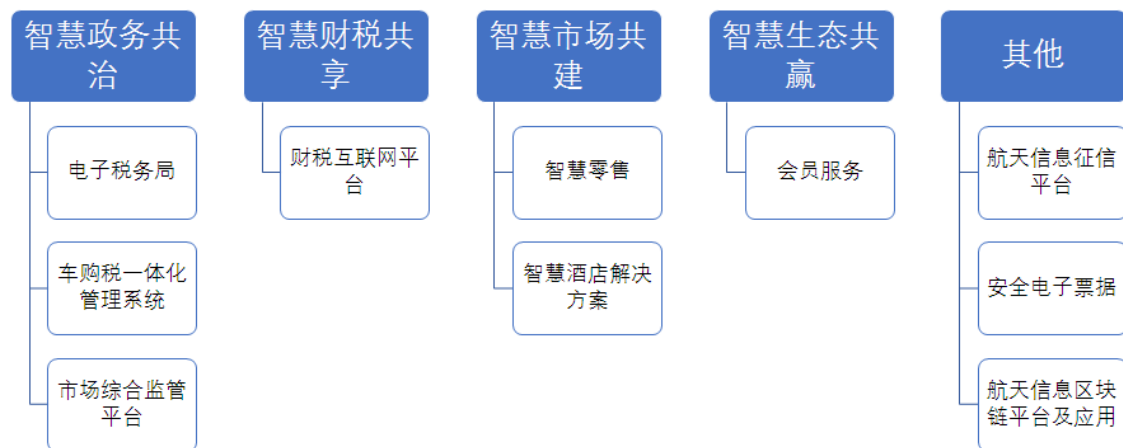 智慧政务共
治
电子税务局
车购税一体化
管理系统
市场综合监管
平台
智慧财税共
享
财税互联网平
台
智慧市场共
建
智慧零售
智慧酒店解决
方案
智慧生态共
赢
会员服务
其他
航天信息征信
平台
安全电子票据
航天信息区块
链平台及应用